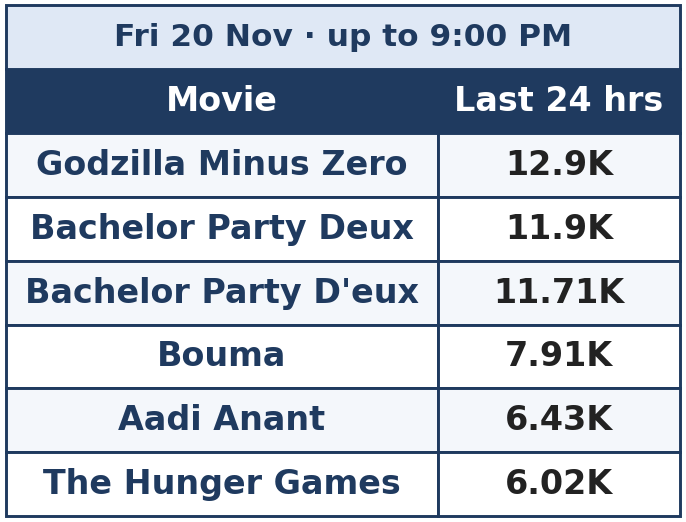 Fri 20 Nov · up to 9:00 PM
Movie Last 24 hrs
Godzilla Minus Zero 12.9K
Bachelor Party Deux 11.9K
Bachelor Party D'eux 11.71K
Bouma 7.91K
Aadi Anant 6.43K
The Hunger Games 6.02K